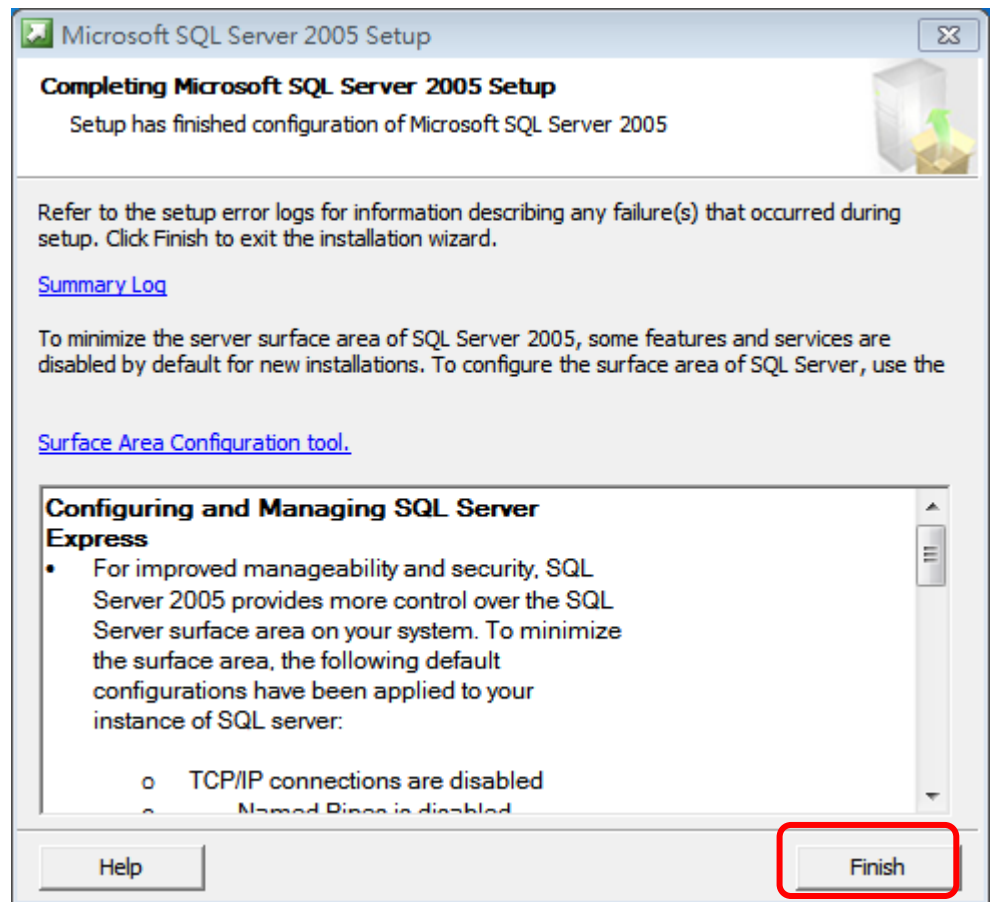 Microsoft SQL Server 2005 Setup
Completing Microsoft SQL Server 2005 Setup
Setup has finished configuration of Microsoft SQL Server 2005
Refer to the setup error logs for information describing any failure(s) that occurred during
setup. Click Finish to exit the installation wizard.
Summary Log
To minimize the server surface area of SQL Server 2005, some features and services are
disabled by default for new installations. To configure the surface area of SQL Server, use the
Surface Area Configuration tool.
Configuring and Managing SQL Server
Express
• For improved manageability and security, SQL
Server 2005 provides more control over the SQL
Server surface area on your system. To minimize
the surface area, the following default
configurations have been applied to your
instance of SQL server:
o TCP/IP connections are disabled
o Named Pipes is disabled
Help
Finish